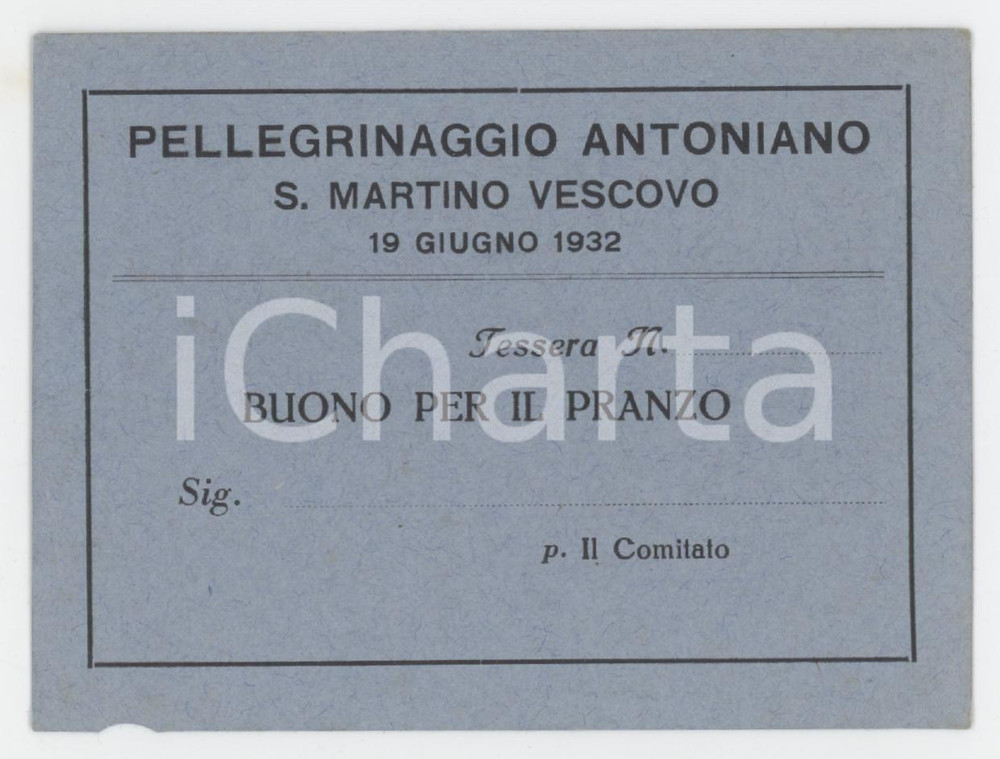 PELLEGRINAGGIO ANTONIANO
S. MARTINO VESCOVO
19 GIUGNO 1932
Tessera N.
BUONO PER IL PRANZO
Sig.
p. Il Comitato
iCharta